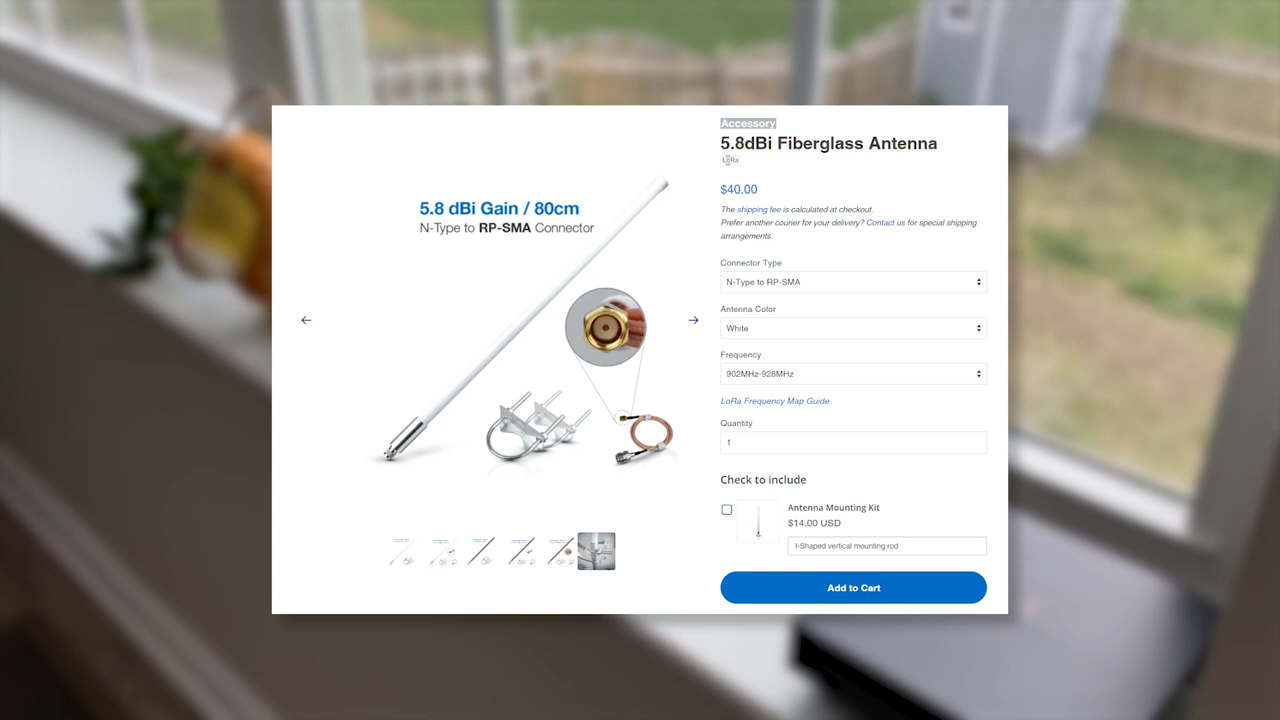 Accessory
5.8dBi Fiberglass Antenna
LoRa
$40.00
The shipping fee is calculated at checkout.
Prefer another courier for your delivery? Contact us for special shipping
arrangements.
5.8 dBi Gain / 80cm
N-Type to RP-SMA Connector
Connector Type
N-Type to RP-SMA
Antenna Color
White
Frequency
902MHz-928MHz
LoRa Frequency Map Guide
Quantity
1
Check to include
Antenna Mounting Kit
$14.00 USD
I-Shaped vertical mounting rod
Add to Cart